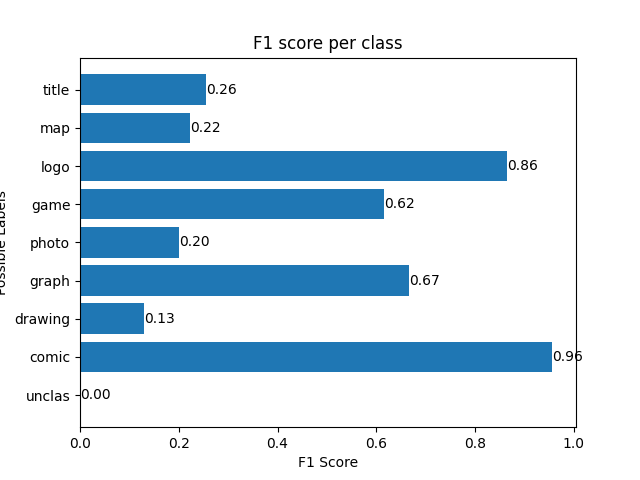 F1 score per class
title 0.26
map 0.22
logo 0.86
game 0.62
photo 0.20
graph 0.67
drawing 0.13
comic 0.96
unclas 0.00
0.0 0.2 0.4 0.6 0.8 1.0
F1 Score
Possible Labels